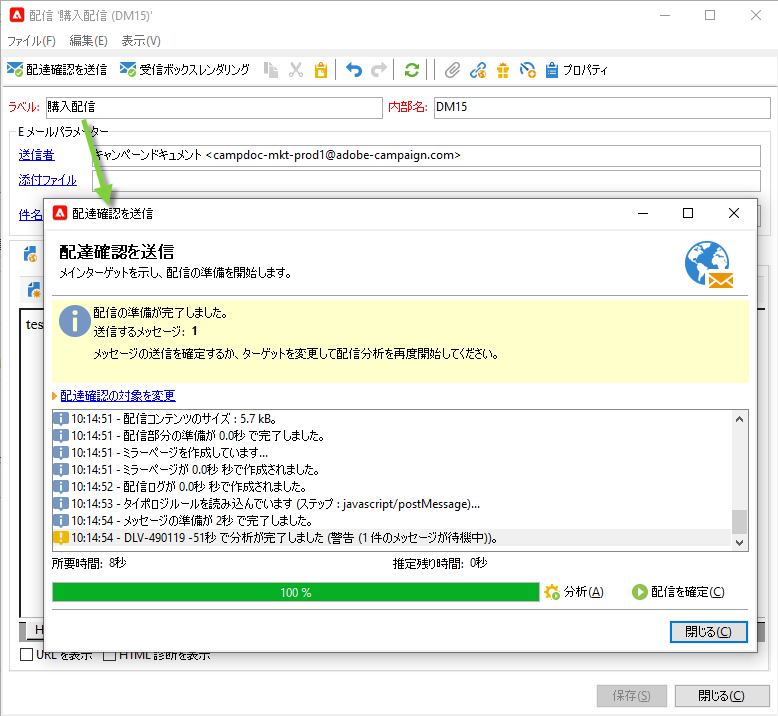 配信 '購入配信 (DM15)'
ファイル(F) 編集(E) 表示(V)
配達確認を送信 受信ボックスレンダリング プロパティ
ラベル: 購入配信 内部名: DM15
Eメールパラメーター
送信者 キャンペーンドキュメント <campdoc-mkt-prod1@adobe-campaign.com>
添付ファイル
件名
配達確認を送信
配達確認を送信
メインターゲットを示し、配信の準備を開始します。
配信の準備が完了しました。
送信するメッセージ: 1
メッセージの送信を確定するか、ターゲットを変更して配信分析を再度開始してください。
配達確認の対象を変更
tes
10:14:51 - 配信コンテンツのサイズ : 5.7 kB。
10:14:51 - 配信部分の準備が 0.0秒 で完了しました。
10:14:51 - ミラーページを作成しています...
10:14:51 - ミラーページが 0.0秒 秒で作成されました。
10:14:52 - 配信ログが 0.0秒 秒で作成されました。
10:14:53 - タイポロジルールを読み込んでいます (ステップ : javascript/postMessage)...
10:14:54 - メッセージの準備が 2秒 で完了しました。
10:14:54 - DLV-490119 -51秒 で分析が完了しました (警告 (1 件のメッセージが待機中))。
所要時間: 8秒 推定残り時間: 0秒
100 % 分析(A) 配信を確定(C)
閉じる(C)
H
URL を表示 HTML 診断を表示
保存(S) 閉じる(C)